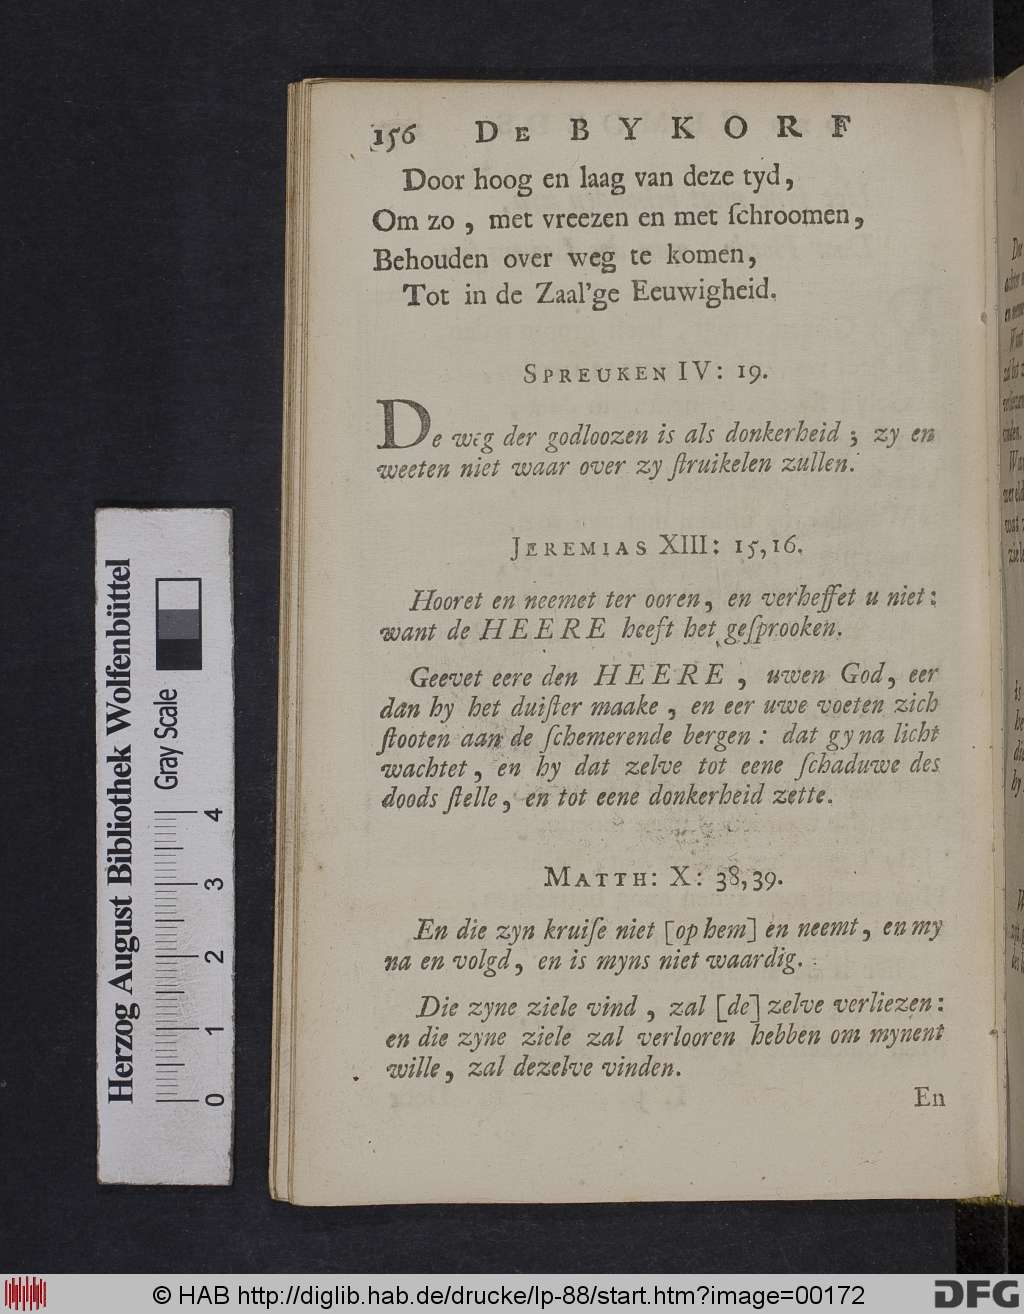 156 DE BYKORF
Door hoog en laag van deze tyd,
Om zo, met vreezen en met ſchroomen,
Behouden over weg te komen,
Tot in de Zaal'ge Eeuwigheid.
SPREUKEN IV: 19.
De weg der godloozen is als donkerheid; zy en
weeten niet waar over zy ſtruikelen zullen.
JEREMIAS XIII: 15,16.
Hooret en neemet ter ooren, en verheffet u niet:
want de HEERE heeft het geſprooken.
Geevet eere den HEERE, uwen God, eer
dan hy het duiſter maake, en eer uwe voeten zich
ſtooten aan de ſchemerende bergen: dat gy na licht
wachtet, en hy dat zelve tot eene ſchaduwe des
doods ſtelle, en tot eene donkerheid zette.
MATTH: X: 38,39.
En die zyn kruiſe niet [op hem] en neemt, en my
na en volgd, en is myns niet waardig.
Die zyne ziele vind, zal [de] zelve verliezen:
en die zyne ziele zal verlooren hebben om mynent
wille, zal dezelve vinden.
En
Herzog August Bibliothek Wolfenbüttel
Gray Scale
0 1 2 3 4
© HAB http://diglib.hab.de/drucke/lp-88/start.htm?image=00172
DFG